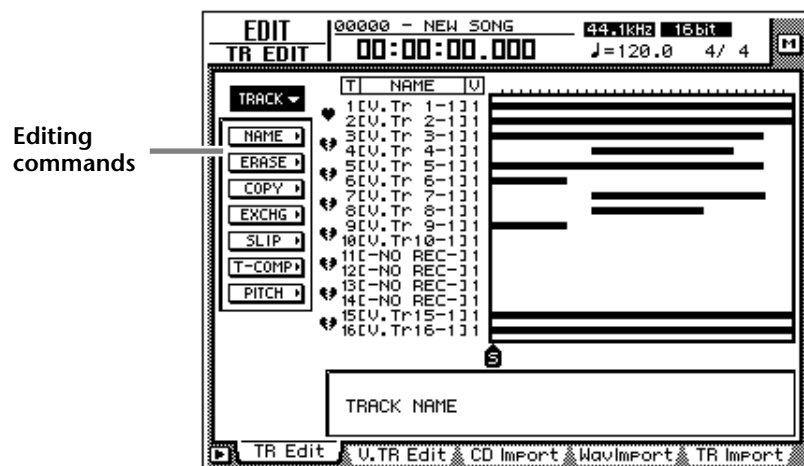 EDIT
TR EDIT
00000 - NEW SONG
00:00:00.000
44.1kHz 16bit
♩=120.0 4/ 4
M
TRACK
T NAME V
1[V.Tr 1-1]1
2[V.Tr 2-1]1
3[V.Tr 3-1]1
4[V.Tr 4-1]1
5[V.Tr 5-1]1
6[V.Tr 6-1]1
7[V.Tr 7-1]1
8[V.Tr 8-1]1
9[V.Tr 9-1]1
10[V.Tr10-1]1
11[-NO REC-]1
12[-NO REC-]1
13[-NO REC-]1
14[-NO REC-]1
15[V.Tr15-1]1
16[V.Tr16-1]1
Editing
commands
NAME
ERASE
COPY
EXCHG
SLIP
T-COMP
PITCH
S
TRACK NAME
TR Edit V.TR Edit CD Import WavImport TR Import